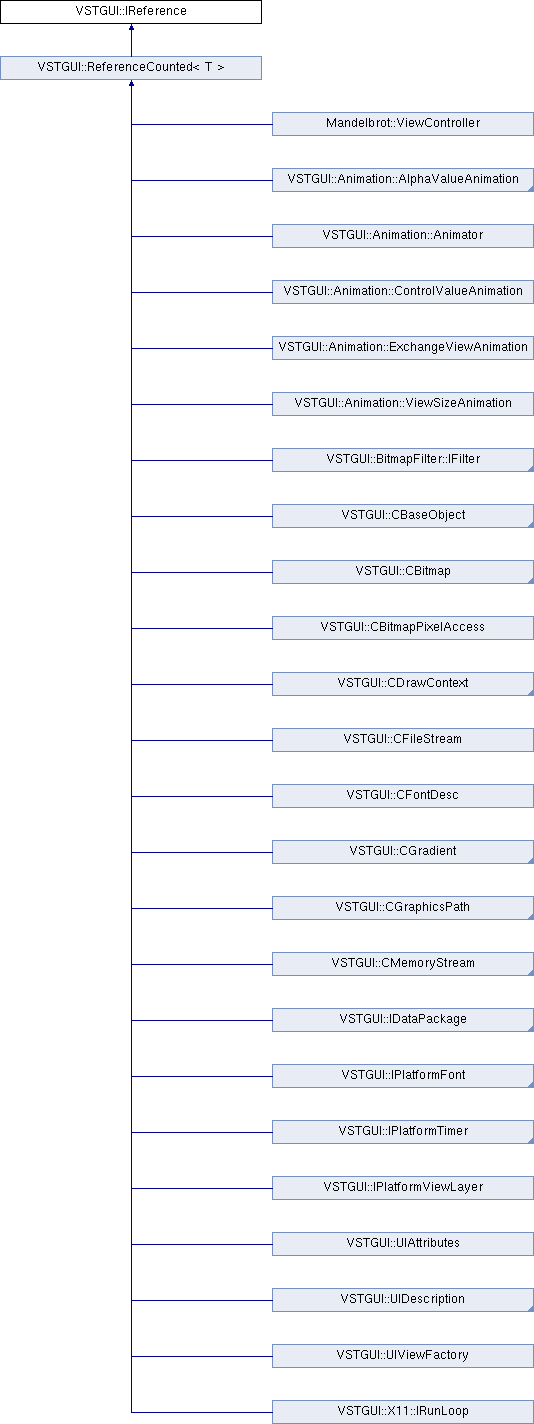 VSTGUI::IReference
VSTGUI::ReferenceCounted< T >
Mandelbrot::ViewController
VSTGUI::Animation::AlphaValueAnimation
VSTGUI::Animation::Animator
VSTGUI::Animation::ControlValueAnimation
VSTGUI::Animation::ExchangeViewAnimation
VSTGUI::Animation::ViewSizeAnimation
VSTGUI::BitmapFilter::IFilter
VSTGUI::CBaseObject
VSTGUI::CBitmap
VSTGUI::CBitmapPixelAccess
VSTGUI::CDrawContext
VSTGUI::CFileStream
VSTGUI::CFontDesc
VSTGUI::CGradient
VSTGUI::CGraphicsPath
VSTGUI::CMemoryStream
VSTGUI::IDataPackage
VSTGUI::IPlatformFont
VSTGUI::IPlatformTimer
VSTGUI::IPlatformViewLayer
VSTGUI::UIAttributes
VSTGUI::UIDescription
VSTGUI::UIViewFactory
VSTGUI::X11::IRunLoop